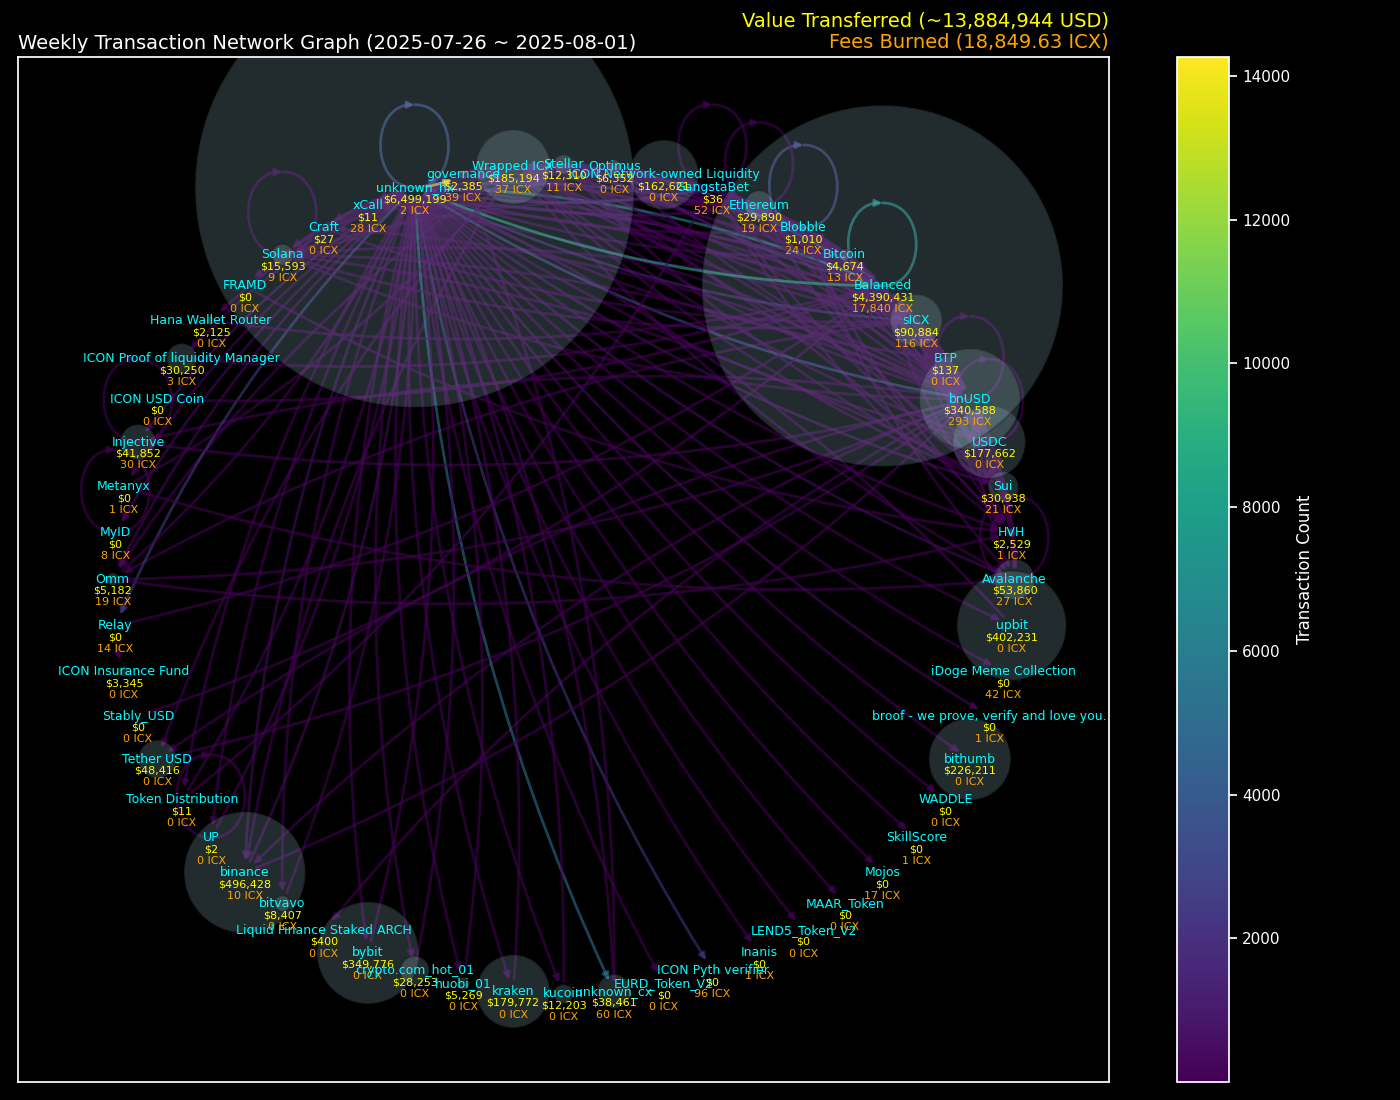 Value Transferred (~13,884,944 USD)
Weekly Transaction Network Graph (2025-07-26 ~ 2025-08-01)
Fees Burned (18,849.63 ICX)
Wrapped ICX
$185,194
37 ICX
Stellar
$12,310
11 ICX
Optimus
$6,352
0 ICX
ICON Network-owned Liquidity
$162,621
0 ICX
governance
$2,385
39 ICX
unknown_hx
$6,499,199
2 ICX
GangstaBet
$36
52 ICX
xCall
$11
28 ICX
Ethereum
$29,890
19 ICX
Craft
$27
0 ICX
Blobble
$1,010
24 ICX
Solana
$15,593
9 ICX
Bitcoin
$4,674
13 ICX
FRAMD
$0
0 ICX
Balanced
$4,390,431
17,840 ICX
Hana Wallet Router
$2,125
0 ICX
sICX
$90,884
116 ICX
ICON Proof of liquidity Manager
$30,250
3 ICX
BTP
$137
0 ICX
ICON USD Coin
$0
0 ICX
bnUSD
$340,588
293 ICX
Injective
$41,852
30 ICX
USDC
$177,662
0 ICX
Metanyx
$0
1 ICX
Sui
$30,938
21 ICX
MyID
$0
8 ICX
HVH
$2,529
1 ICX
Omm
$5,182
19 ICX
Avalanche
$53,860
27 ICX
Relay
$0
14 ICX
upbit
$402,231
0 ICX
ICON Insurance Fund
$3,345
0 ICX
iDoge Meme Collection
$0
42 ICX
Stably_USD
$0
0 ICX
broof - we prove, verify and love you.
$0
1 ICX
Tether USD
$48,416
0 ICX
bithumb
$226,211
0 ICX
Token Distribution
$11
0 ICX
WADDLE
$0
0 ICX
UP
$2
0 ICX
SkillScore
$0
1 ICX
binance
$496,428
10 ICX
Mojos
$0
17 ICX
bitvavo
$8,407
0 ICX
MAAR_Token
$0
0 ICX
Liquid Finance Staked ARCH
$400
0 ICX
LEND5_Token_V2
$0
0 ICX
bybit
$349,776
0 ICX
Inanis
$0
1 ICX
crypto.com_hot_01
$28,253
0 ICX
ICON Pyth verifier
$0
96 ICX
huobi_01
$5,269
0 ICX
EURD_Token_V2
$0
0 ICX
kraken
$179,772
0 ICX
kucoin
$12,203
0 ICX
unknown_cx
$38,461
60 ICX
14000
12000
10000
8000
6000
4000
2000
Transaction Count